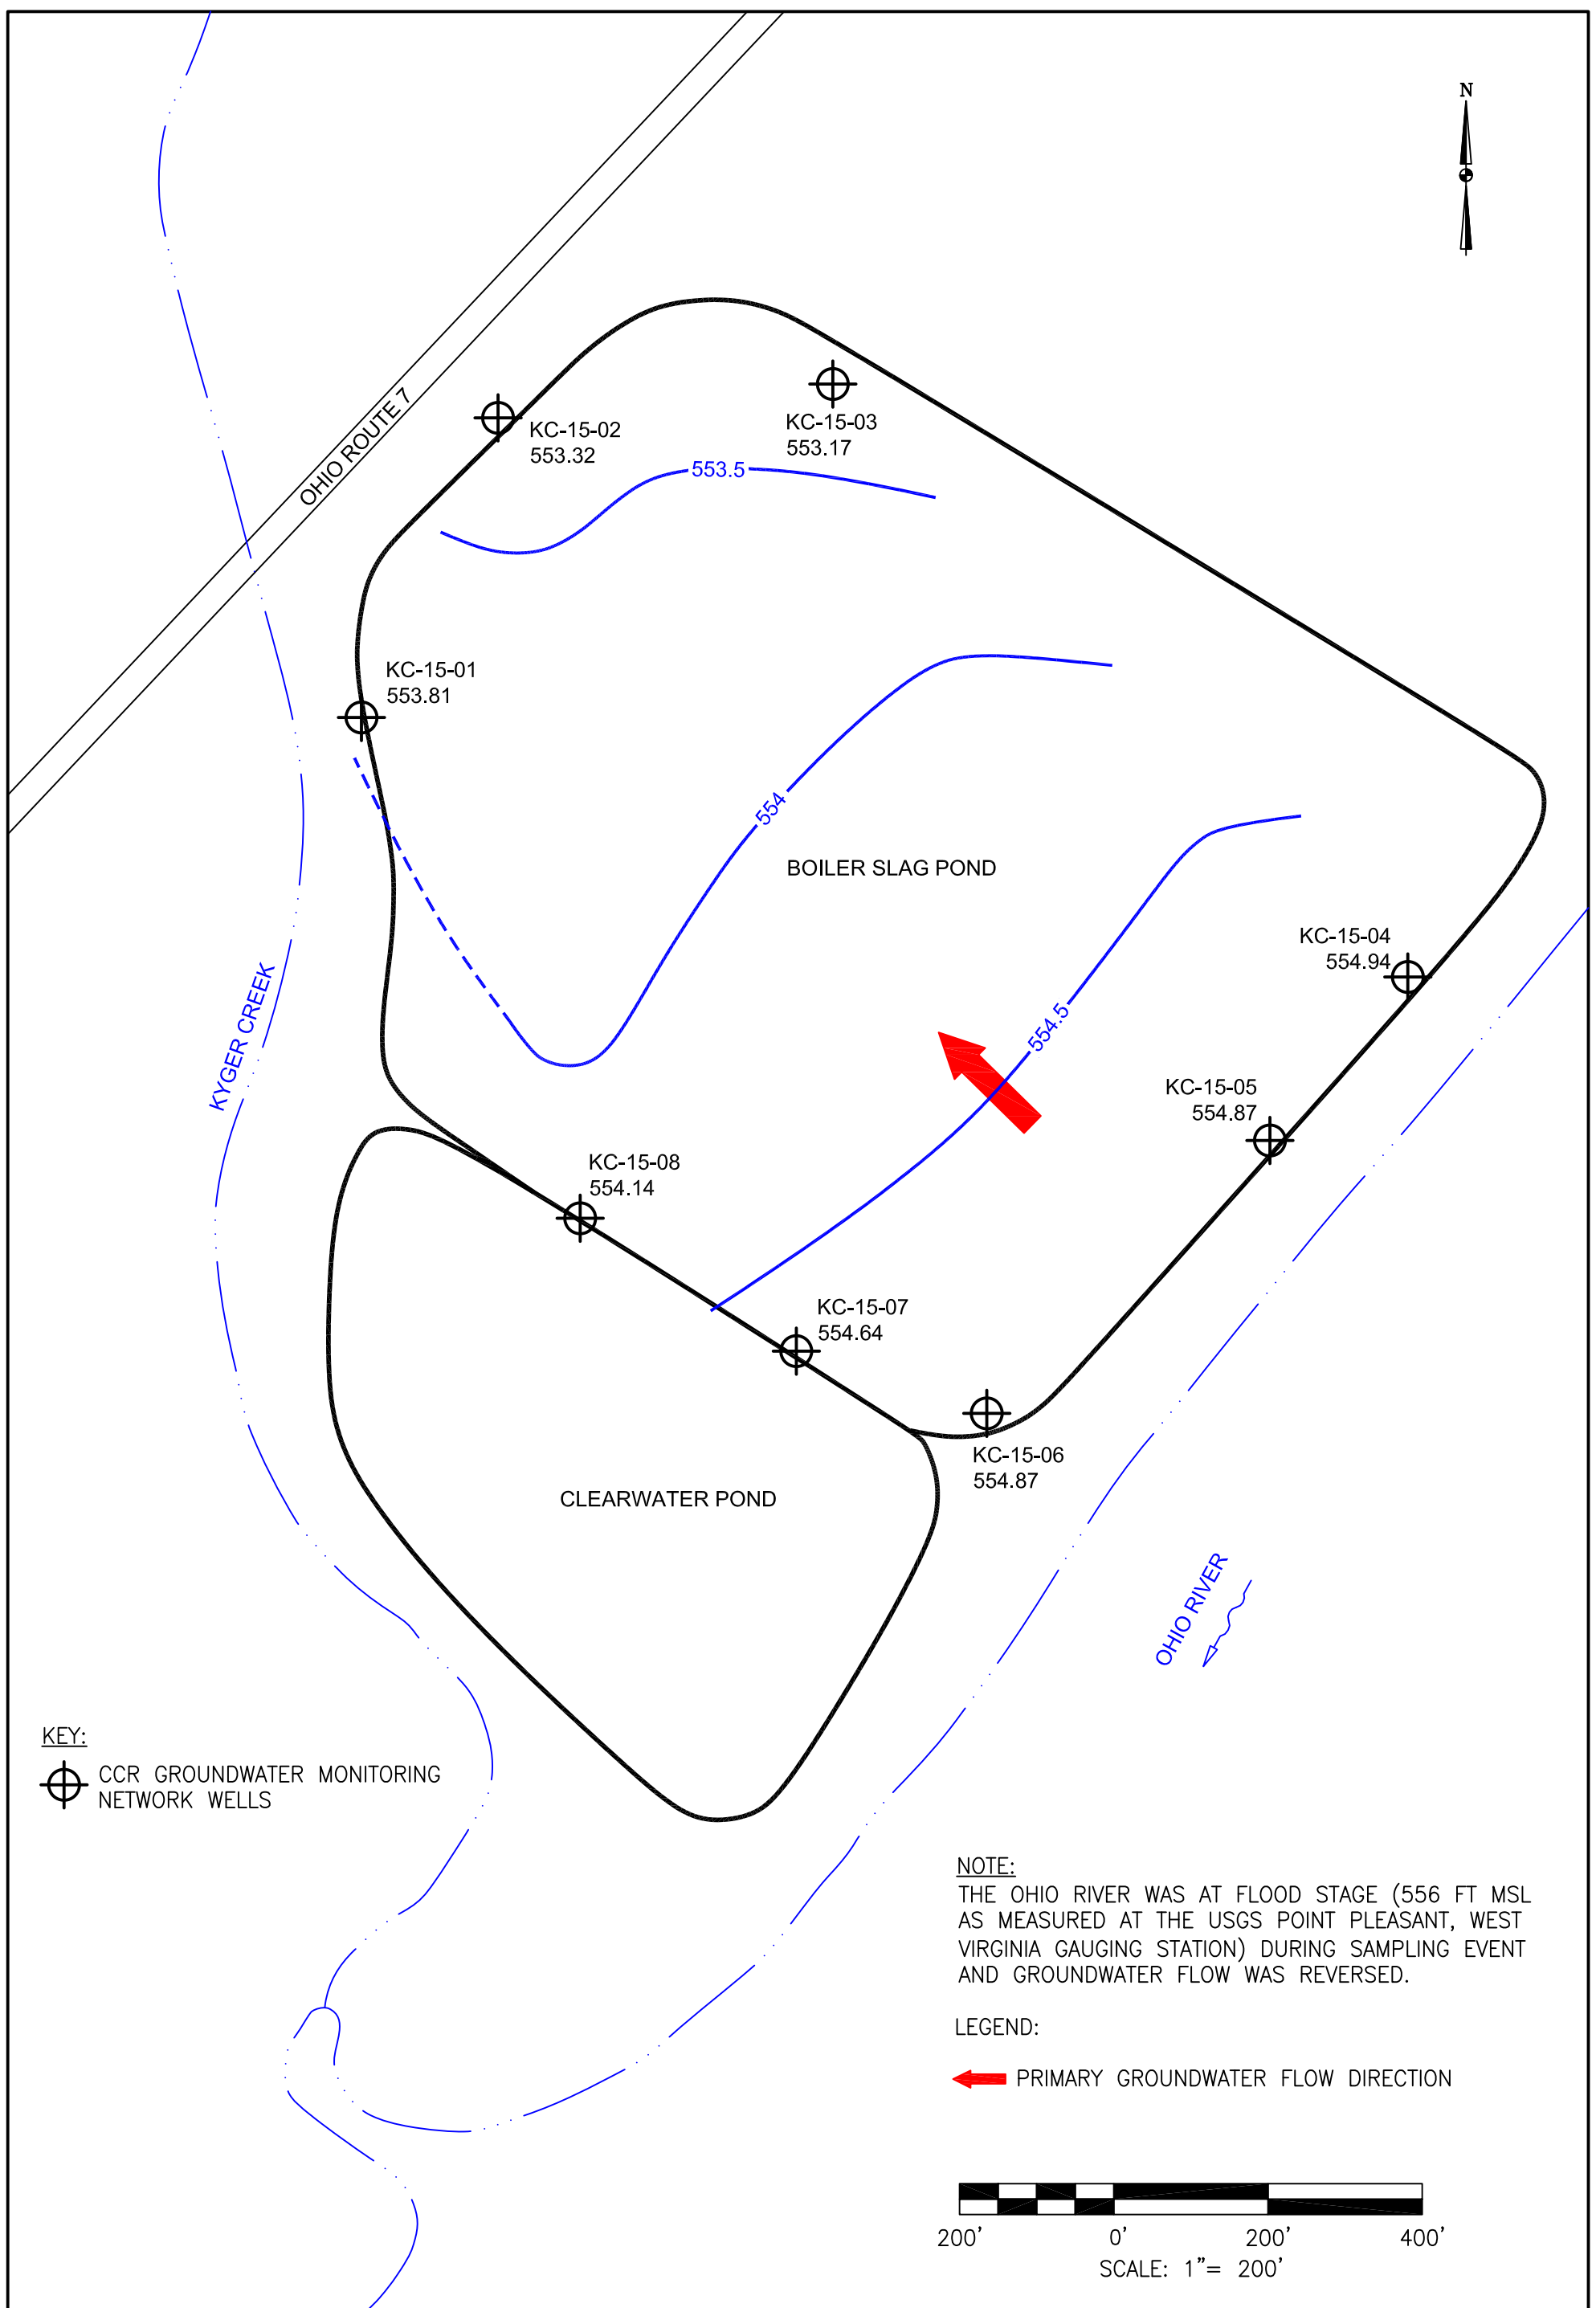 N
OHIO ROUTE 7
KC-15-02
553.32
KC-15-03
553.17
553.5
KC-15-01
553.81
554
BOILER SLAG POND
KC-15-04
554.94
KYGER CREEK
554.5
KC-15-05
554.87
KC-15-08
554.14
KC-15-07
554.64
KC-15-06
554.87
CLEARWATER POND
OHIO RIVER
KEY:
CCR GROUNDWATER MONITORING
NETWORK WELLS
NOTE:
THE OHIO RIVER WAS AT FLOOD STAGE (556 FT MSL
AS MEASURED AT THE USGS POINT PLEASANT, WEST
VIRGINIA GAUGING STATION) DURING SAMPLING EVENT
AND GROUNDWATER FLOW WAS REVERSED.
LEGEND:
PRIMARY GROUNDWATER FLOW DIRECTION
200' 0' 200' 400'
SCALE: 1"= 200'